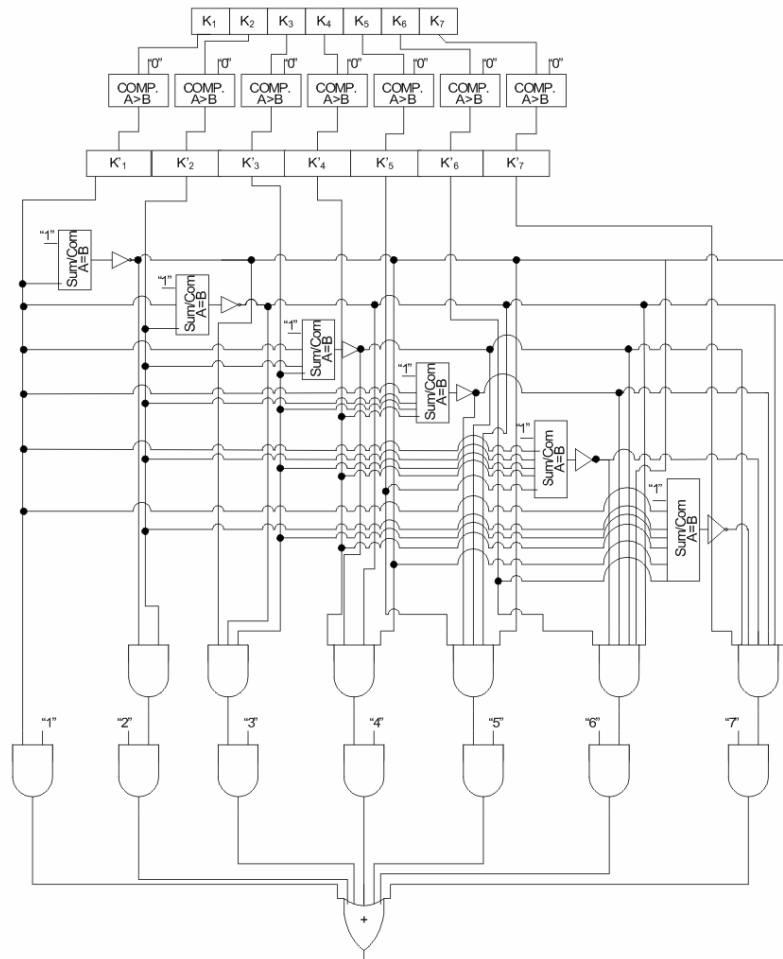 K₁ K₂ K₃ K₄ K₅ K₆ K₇
"0" "0" "0" "0" "0" "0" "0"
COMP. A>B COMP. A>B COMP. A>B COMP. A>B COMP. A>B COMP. A>B COMP. A>B
K'₁ K'₂ K'₃ K'₄ K'₅ K'₆ K'₇
"1"
Sum/Com A=B
"1"
Sum/Com A=B
"1"
Sum/Com A=B
"1"
Sum/Com A=B
"1"
Sum/Com A=B
"1"
Sum/Com A=B
"1" "2" "3" "4" "5" "6" "7"
+